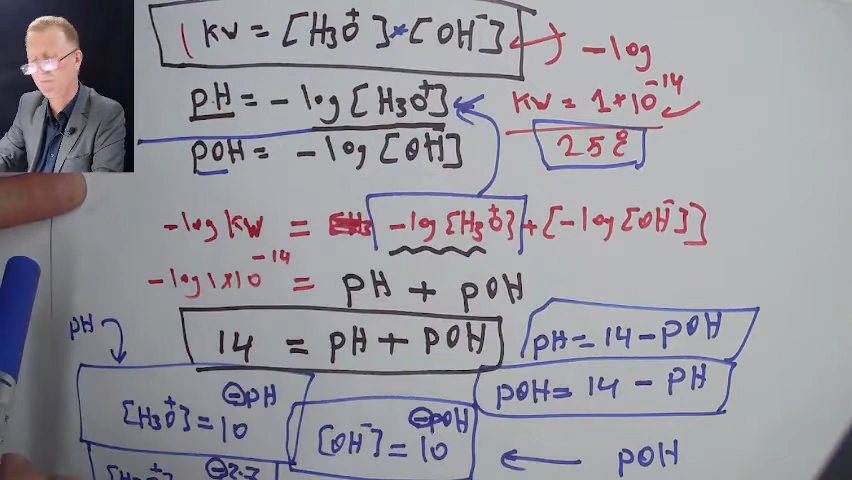 Kw = [H₃O⁺] * [OH⁻]
-log
pH = -log [H₃O⁺]
Kw = 1*10⁻¹⁴
pOH = -log [OH⁻]
25°C
-log Kw = -log [H₃O⁺] + [-log [OH⁻]]
-log 1*10⁻¹⁴ = pH + pOH
14 = pH + pOH
pH = 14 - pOH
pOH = 14 - pH
pH
[H₃O⁺] = 10⁻ᵖᴴ
[OH⁻] = 10⁻ᵖᴼᴴ
pOH